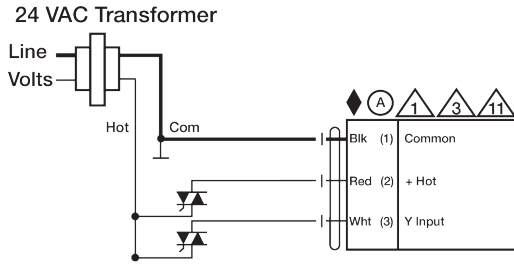 24 VAC Transformer
Line
Volts
Hot
Com
A
1
3
11
Blk (1) Common
Red (2) + Hot
Wht (3) Y Input